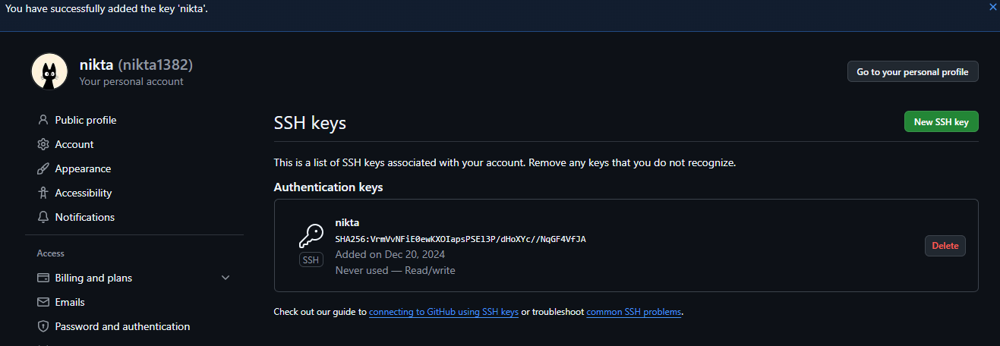 You have successfully added the key 'nikta'.
nikta (nikta1382)
Your personal account
Go to your personal profile
Public profile
Account
Appearance
Accessibility
Notifications
Access
Billing and plans
Emails
Password and authentication
SSH keys
New SSH key
This is a list of SSH keys associated with your account. Remove any keys that you do not recognize.
Authentication keys
nikta
SHA256:VrmVvNFiE0ewKXOIapsPSEl3P/dHoXYc//NqGF4VfJA
SSH
Added on Dec 20, 2024
Never used — Read/write
Delete
Check out our guide to connecting to GitHub using SSH keys or troubleshoot common SSH problems.